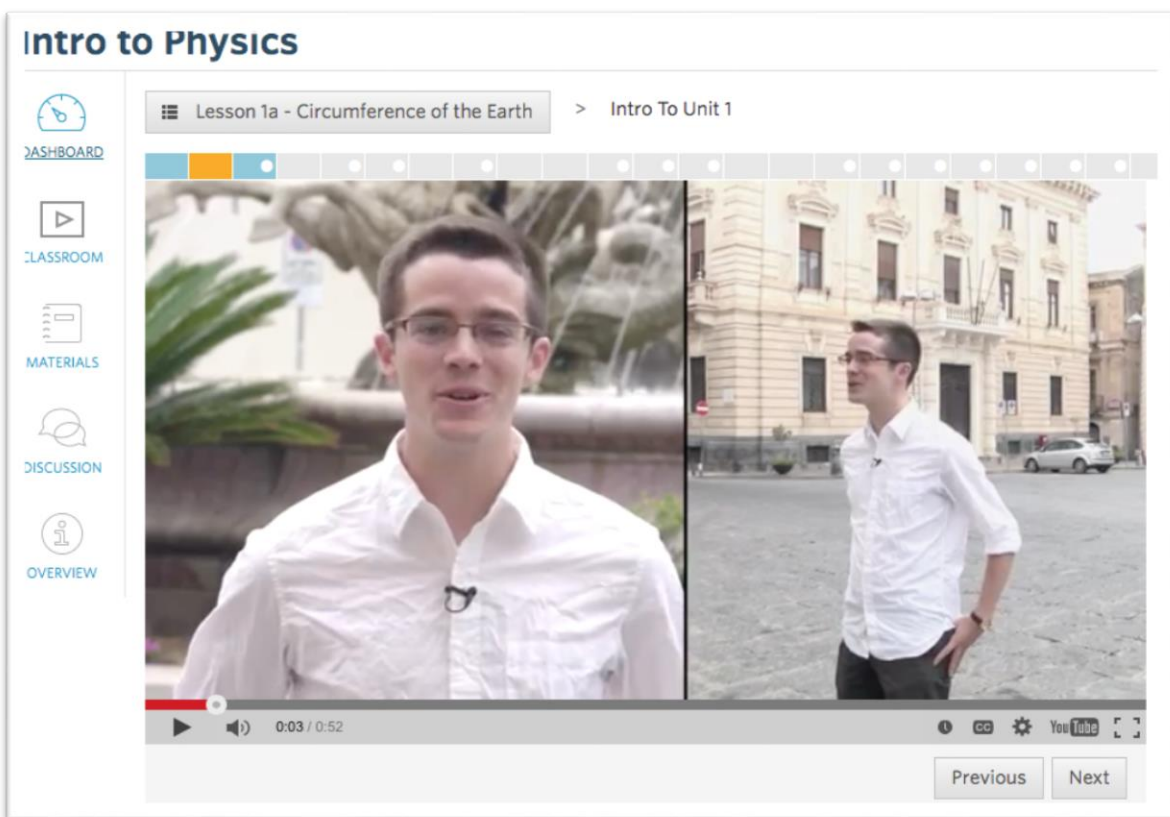 Intro to Physics
Lesson 1a - Circumference of the Earth > Intro To Unit 1
DASHBOARD
CLASSROOM
MATERIALS
DISCUSSION
OVERVIEW
0:03 / 0:52
CC
YouTube
Previous
Next